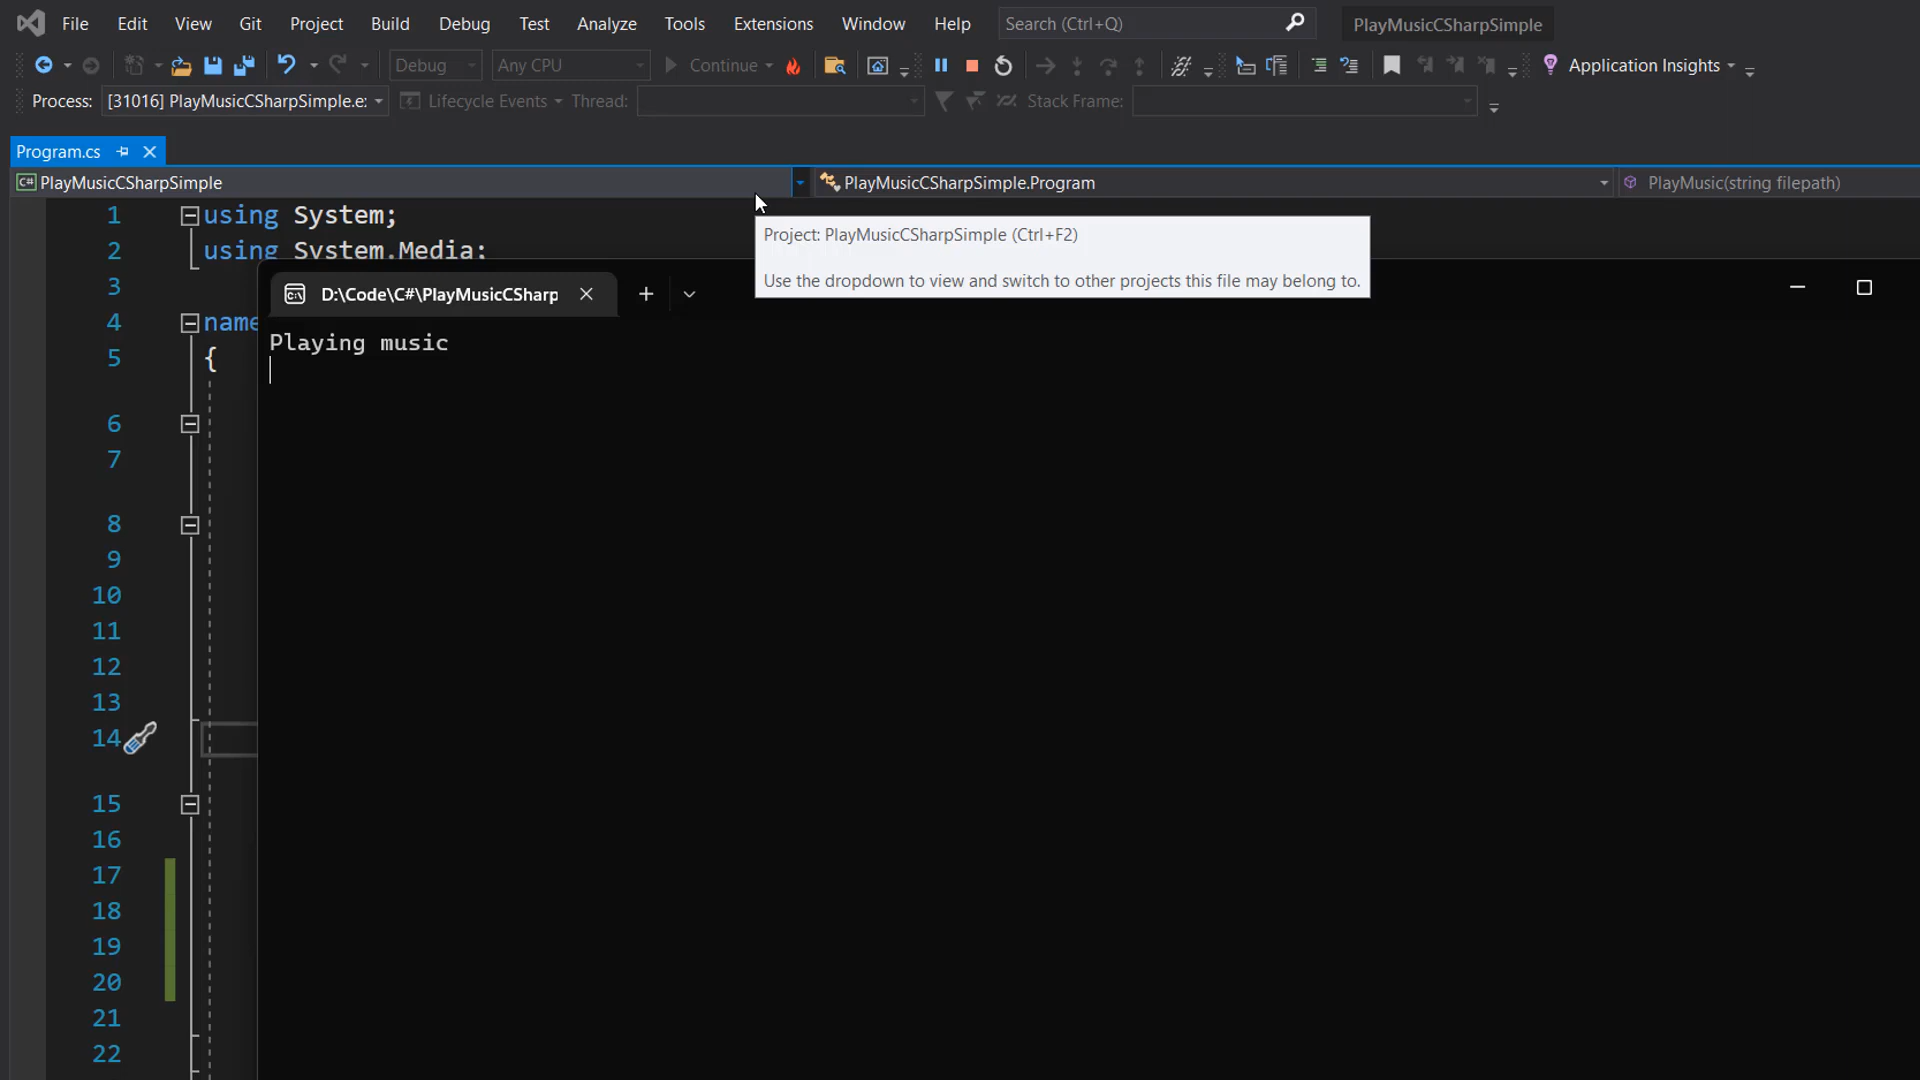 File Edit View Git Project Build Debug Test Analyze Tools Extensions Window Help Search (Ctrl+Q) PlayMusicCSharpSimple
Debug Any CPU Continue Application Insights
Process: [31016] PlayMusicCSharpSimple.e: Lifecycle Events Thread: Stack Frame:
Program.cs
C# PlayMusicCSharpSimple PlayMusicCSharpSimple.Program PlayMusic(string filepath)
1 using System;
2 using System.Media;
Project: PlayMusicCSharpSimple (Ctrl+F2)
Use the dropdown to view and switch to other projects this file may belong to.
3
D:\Code\C#\PlayMusicCSharp
4 name
Playing music
5 {
6
7
8
9
10
11
12
13
14
15
16
17
18
19
20
21
22